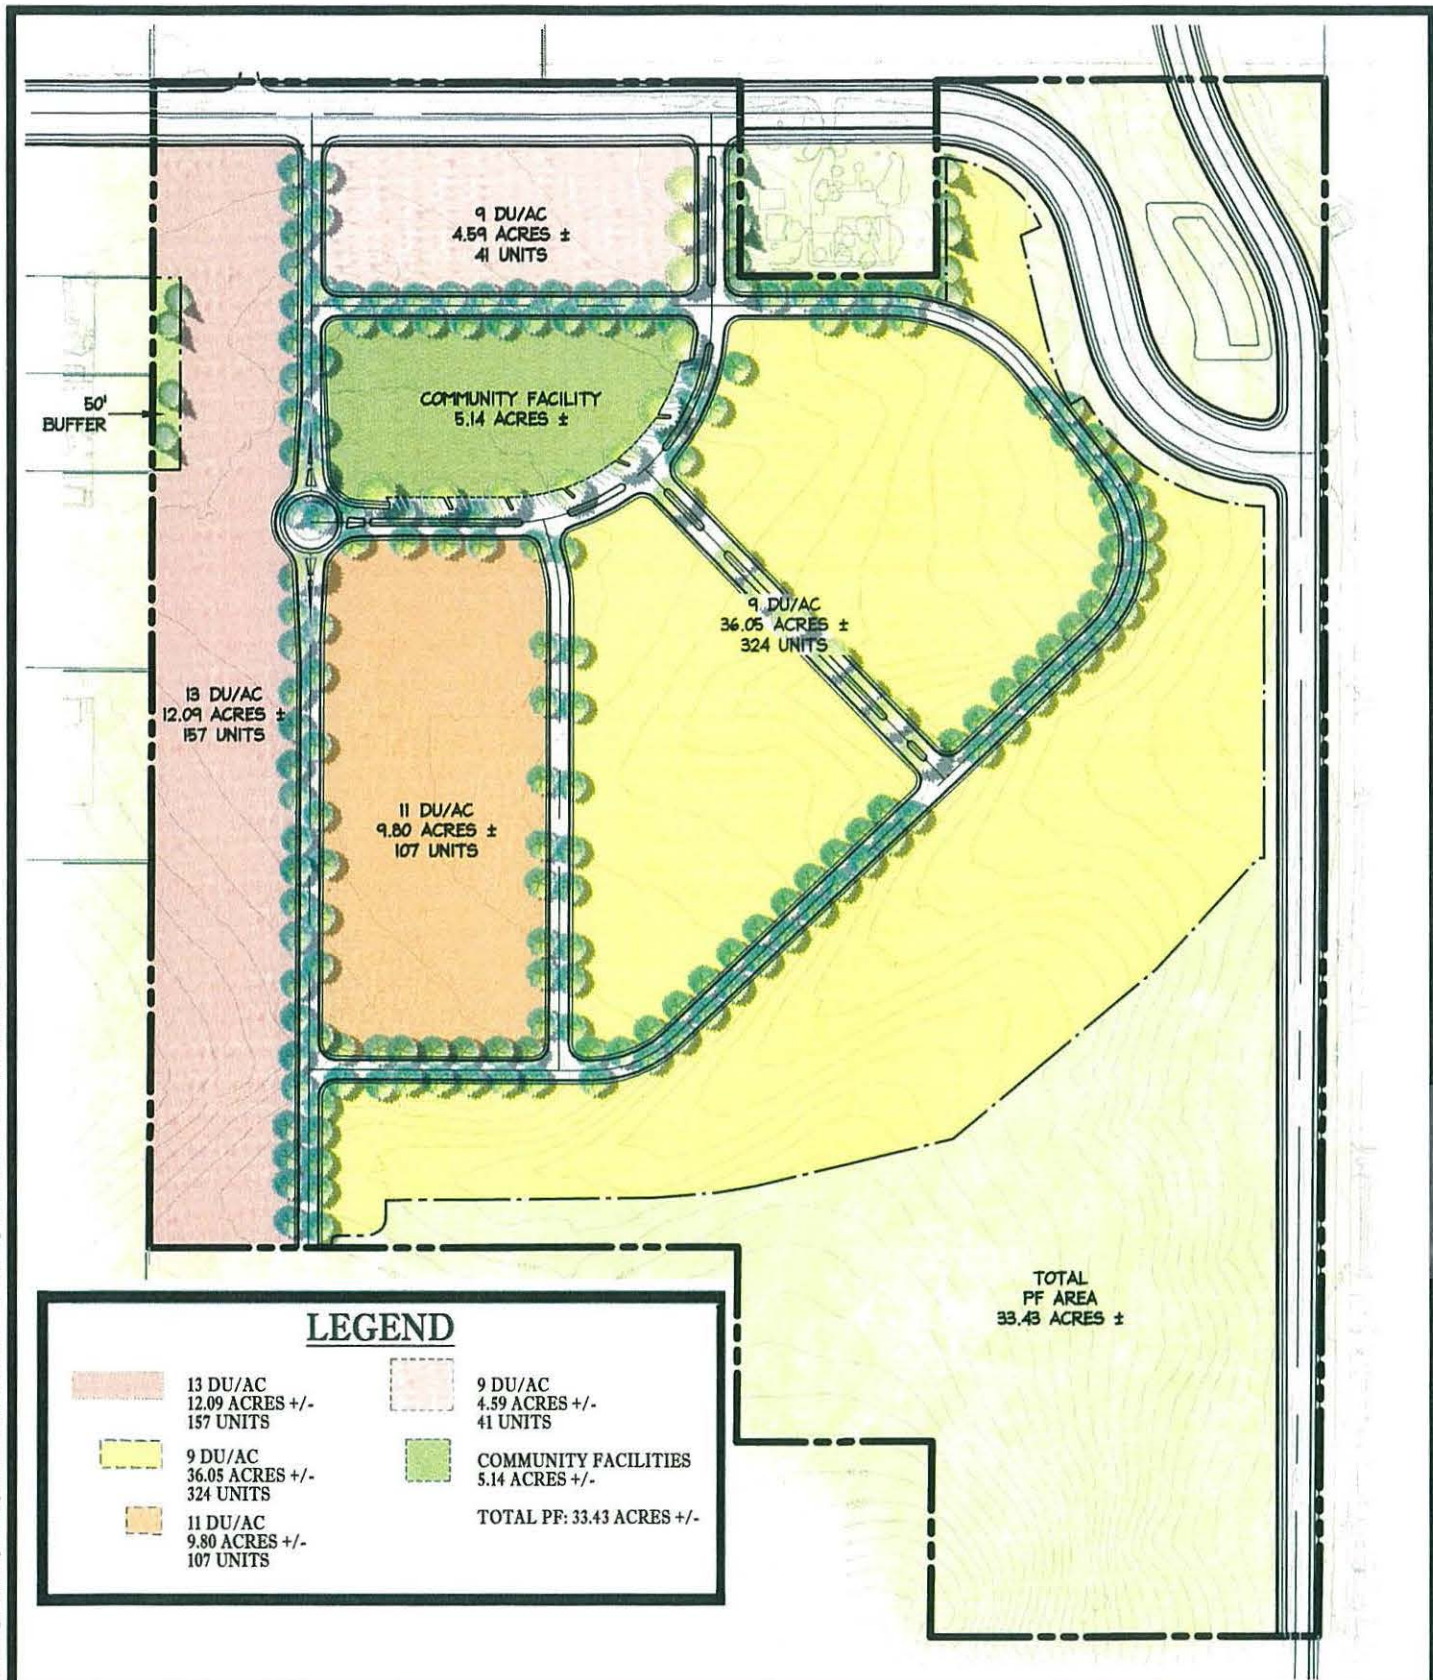 9 DU/AC
4.59 ACRES ±
41 UNITS
COMMUNITY FACILITY
5.14 ACRES ±
50'
BUFFER
9 DU/AC
36.05 ACRES ±
324 UNITS
13 DU/AC
12.09 ACRES ±
157 UNITS
11 DU/AC
9.80 ACRES ±
107 UNITS
TOTAL
PF AREA
33.43 ACRES ±
LEGEND
13 DU/AC
12.09 ACRES +/-
157 UNITS
9 DU/AC
36.05 ACRES +/-
324 UNITS
11 DU/AC
9.80 ACRES +/-
107 UNITS
9 DU/AC
4.59 ACRES +/-
41 UNITS
COMMUNITY FACILITIES
5.14 ACRES +/-
TOTAL PF: 33.43 ACRES +/-